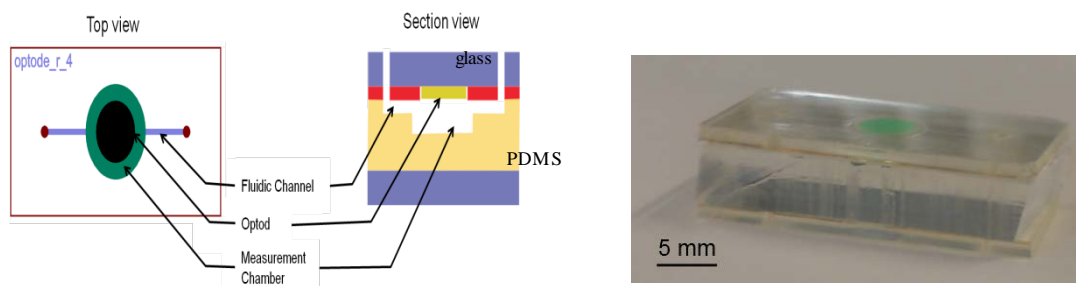 Top view
Section view
optode_r_4
glass
PDMS
Fluidic Channel
Optod
Measurement
Chamber
5 mm